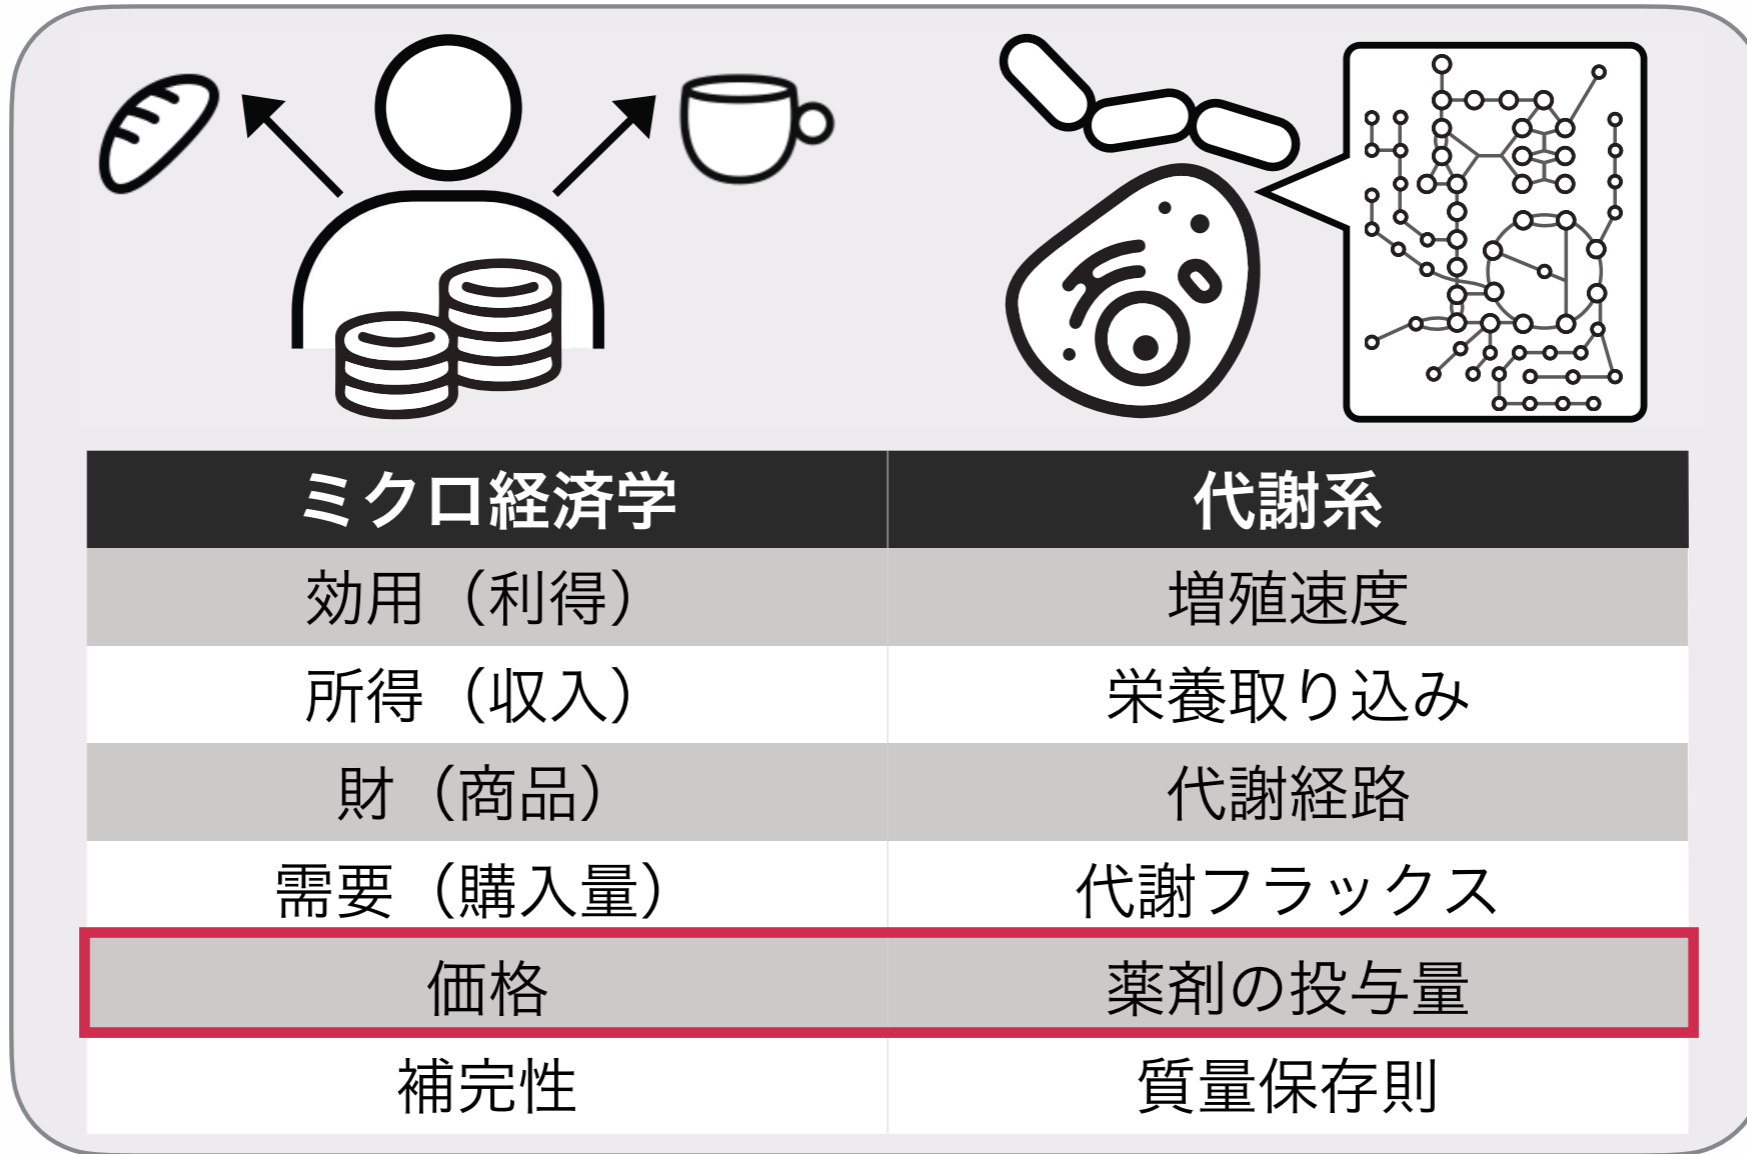 ミクロ経済学 代謝系
効用（利得） 増殖速度
所得（収入） 栄養取り込み
財（商品） 代謝経路
需要（購入量） 代謝フラックス
価格 薬剤の投与量
補完性 質量保存則